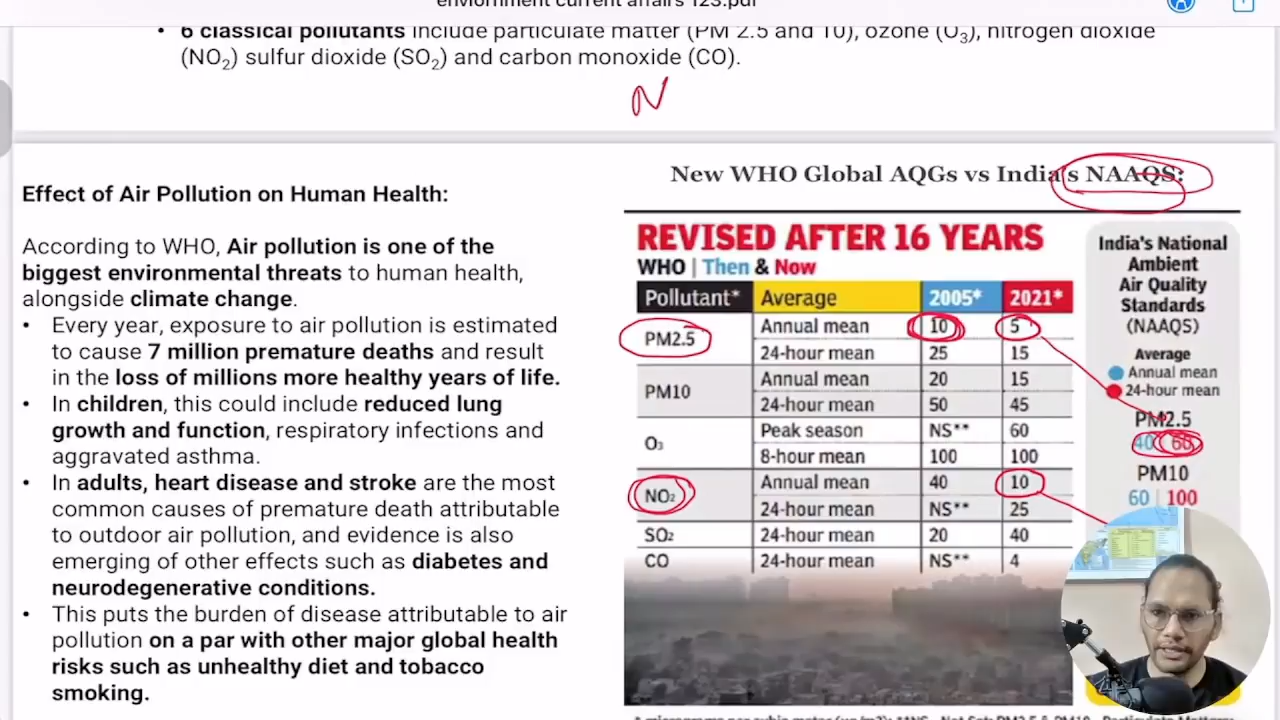 enviornment current affairs 123.pdf
• 6 classical pollutants include particulate matter (PM 2.5 and 10), ozone (O₃), nitrogen dioxide
(NO₂) sulfur dioxide (SO₂) and carbon monoxide (CO).
N
Effect of Air Pollution on Human Health:
According to WHO, Air pollution is one of the
biggest environmental threats to human health,
alongside climate change.
• Every year, exposure to air pollution is estimated
to cause 7 million premature deaths and result
in the loss of millions more healthy years of life.
• In children, this could include reduced lung
growth and function, respiratory infections and
aggravated asthma.
• In adults, heart disease and stroke are the most
common causes of premature death attributable
to outdoor air pollution, and evidence is also
emerging of other effects such as diabetes and
neurodegenerative conditions.
• This puts the burden of disease attributable to air
pollution on a par with other major global health
risks such as unhealthy diet and tobacco
smoking.
New WHO Global AQGs vs India's NAAQS:
REVISED AFTER 16 YEARS
WHO | Then & Now
Pollutant* Average 2005* 2021*
PM2.5 Annual mean 10 5
24-hour mean 25 15
PM10 Annual mean 20 15
24-hour mean 50 45
O₃ Peak season NS** 60
8-hour mean 100 100
NO₂ Annual mean 40 10
24-hour mean NS** 25
SO₂ 24-hour mean 20 40
CO 24-hour mean NS** 4
India's National
Ambient
Air Quality
Standards
(NAAQS)
Average
Annual mean
24-hour mean
PM2.5
40 60
PM10
60 | 100